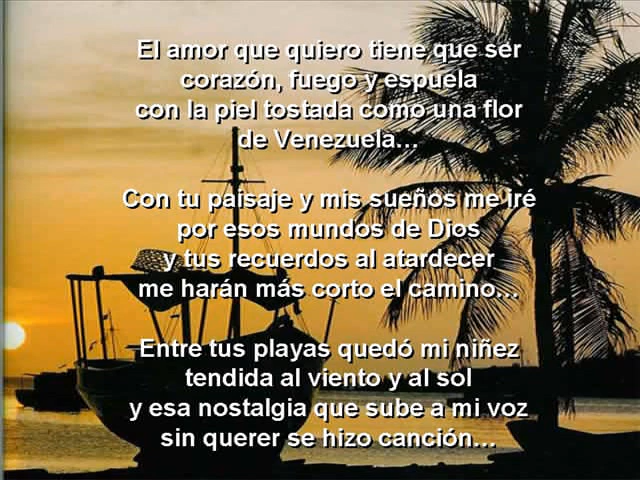 El amor que quiero tiene que ser
corazón, fuego y espuela
con la piel tostada como una flor
de Venezuela...
Con tu paisaje y mis sueños me iré
por esos mundos de Dios
y tus recuerdos al atardecer
me harán más corto el camino...
Entre tus playas quedó mi niñez
tendida al viento y al sol
y esa nostalgia que sube a mi voz
sin querer se hizo canción...